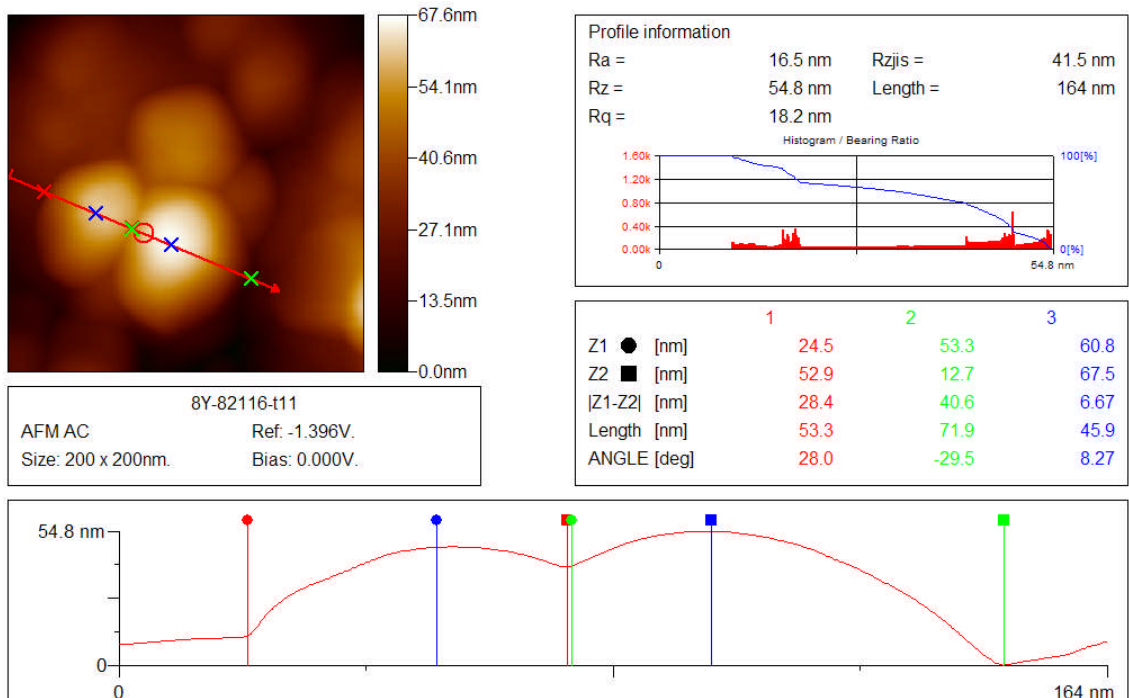 67.6nm
54.1nm
40.6nm
27.1nm
13.5nm
0.0nm
8Y-82116-t11
AFM AC Ref: -1.396V.
Size: 200 x 200nm. Bias: 0.000V.
Profile information
Ra = 16.5 nm Rzjis = 41.5 nm
Rz = 54.8 nm Length = 164 nm
Rq = 18.2 nm
Histogram / Bearing Ratio
1.60k 100[%]
1.20k
0.80k
0.40k
0.00k 0[%]
0 54.8 nm
1 2 3
Z1 [nm] 24.5 53.3 60.8
Z2 [nm] 52.9 12.7 67.5
|Z1-Z2| [nm] 28.4 40.6 6.67
Length [nm] 53.3 71.9 45.9
ANGLE [deg] 28.0 -29.5 8.27
54.8 nm
0
0 164 nm